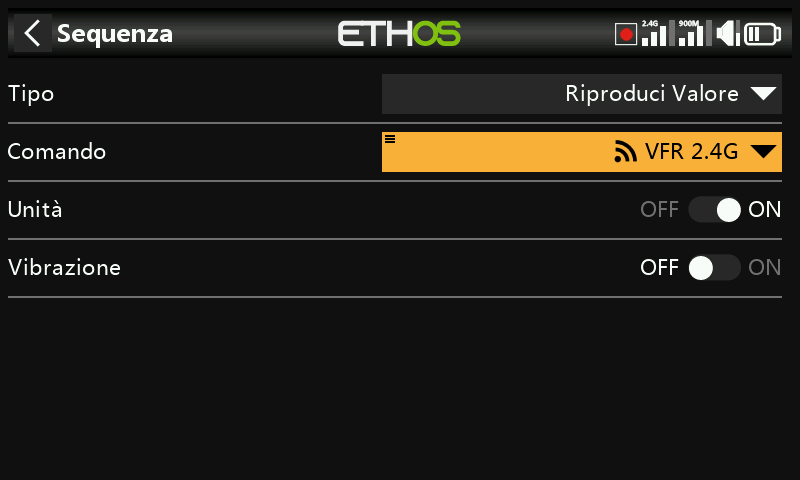 Sequenza
ETHOS
2.4G
900M
Tipo
Riproduci Valore
Comando
VFR 2.4G
Unità
OFF ON
Vibrazione
OFF ON